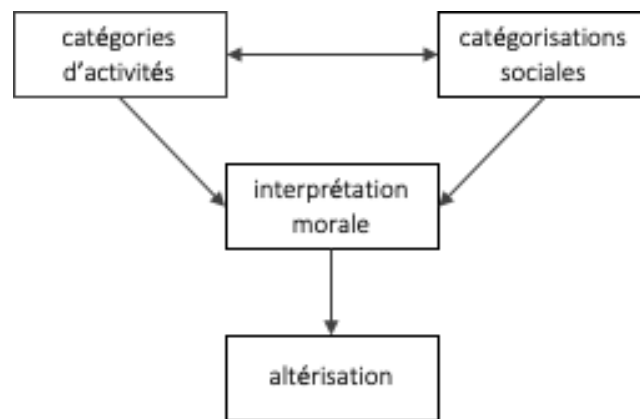 catégories
d'activités
catégorisations
sociales
interprétation
morale
altérisation